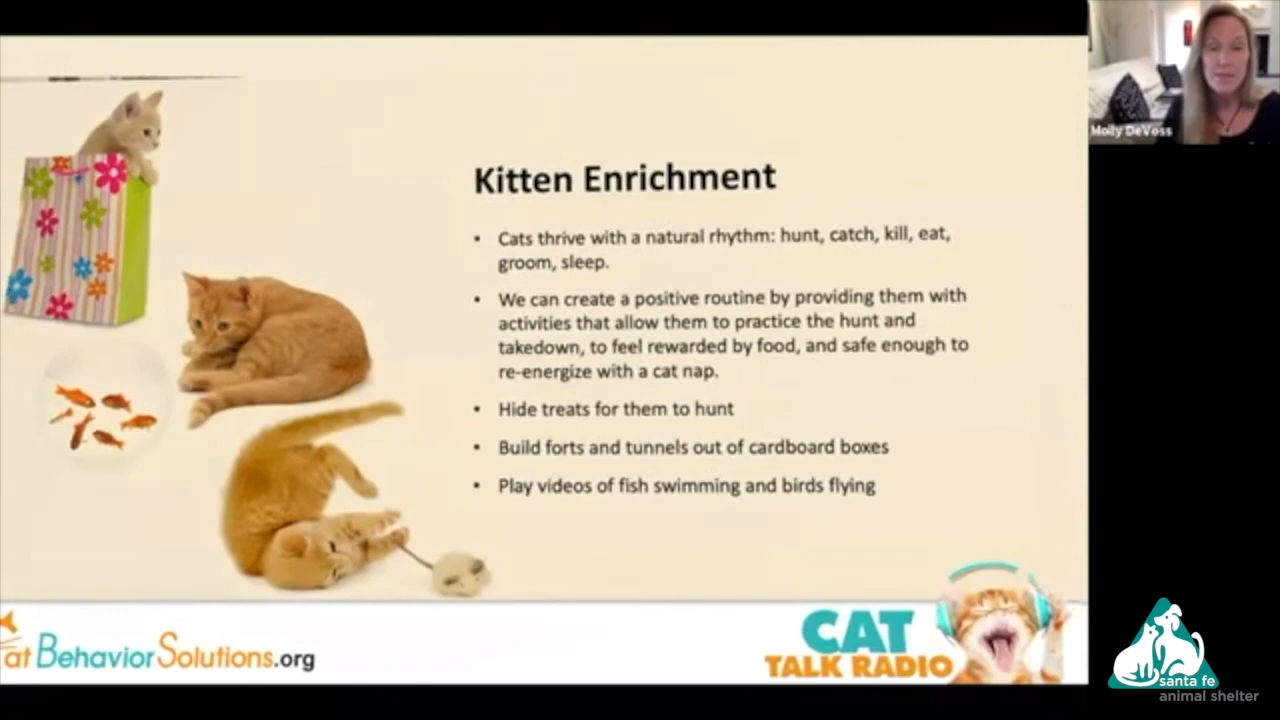 Kitten Enrichment
• Cats thrive with a natural rhythm: hunt, catch, kill, eat,
groom, sleep.
• We can create a positive routine by providing them with
activities that allow them to practice the hunt and
takedown, to feel rewarded by food, and safe enough to
re-energize with a cat nap.
• Hide treats for them to hunt
• Build forts and tunnels out of cardboard boxes
• Play videos of fish swimming and birds flying
at BehaviorSolutions.org
CAT
TALK RADIO
Molly DeVoss
santa fe
animal shelter